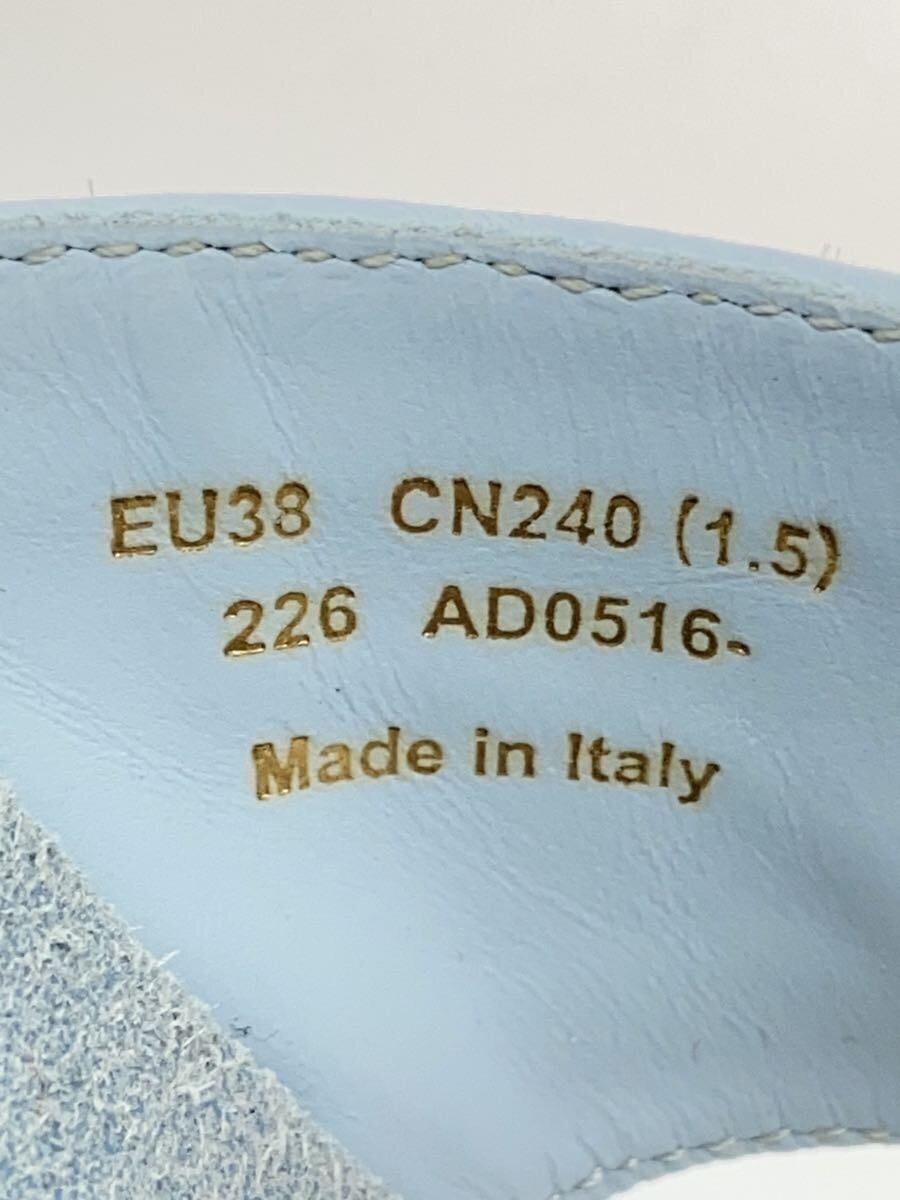 EU38 CN240 (1.5)
226 AD0516-
Made in Italy